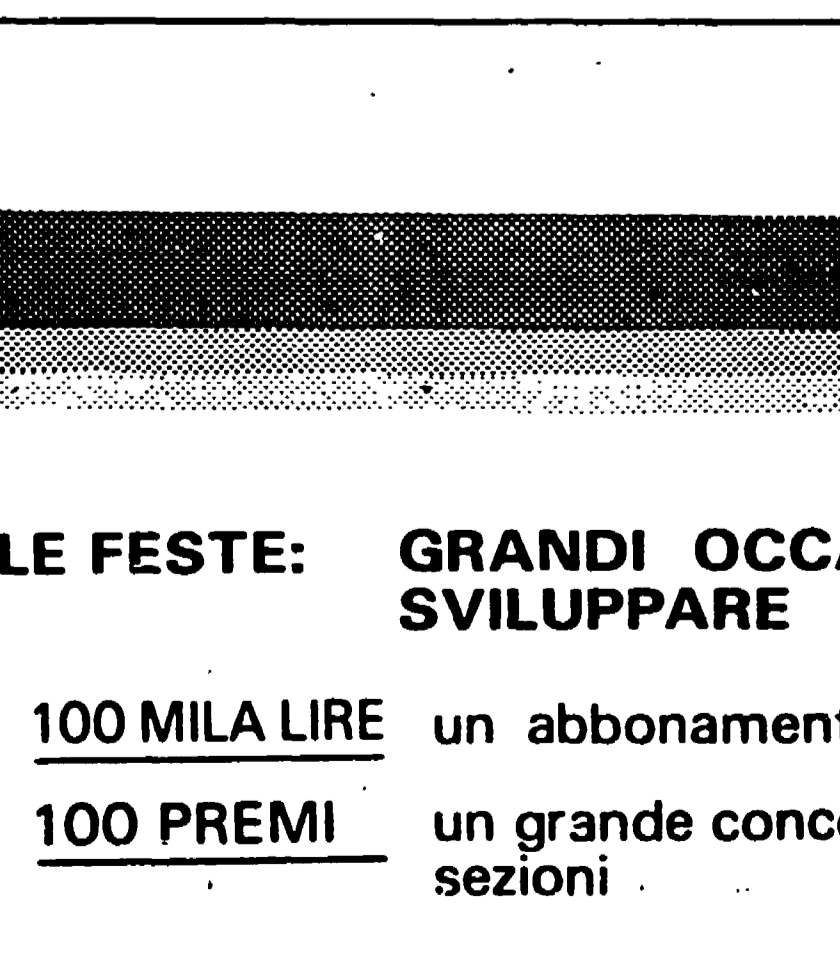 LE FESTE: GRANDI
SVILUPPARE
100 MILA LIRE un
100 PREMI un grande
sezioni